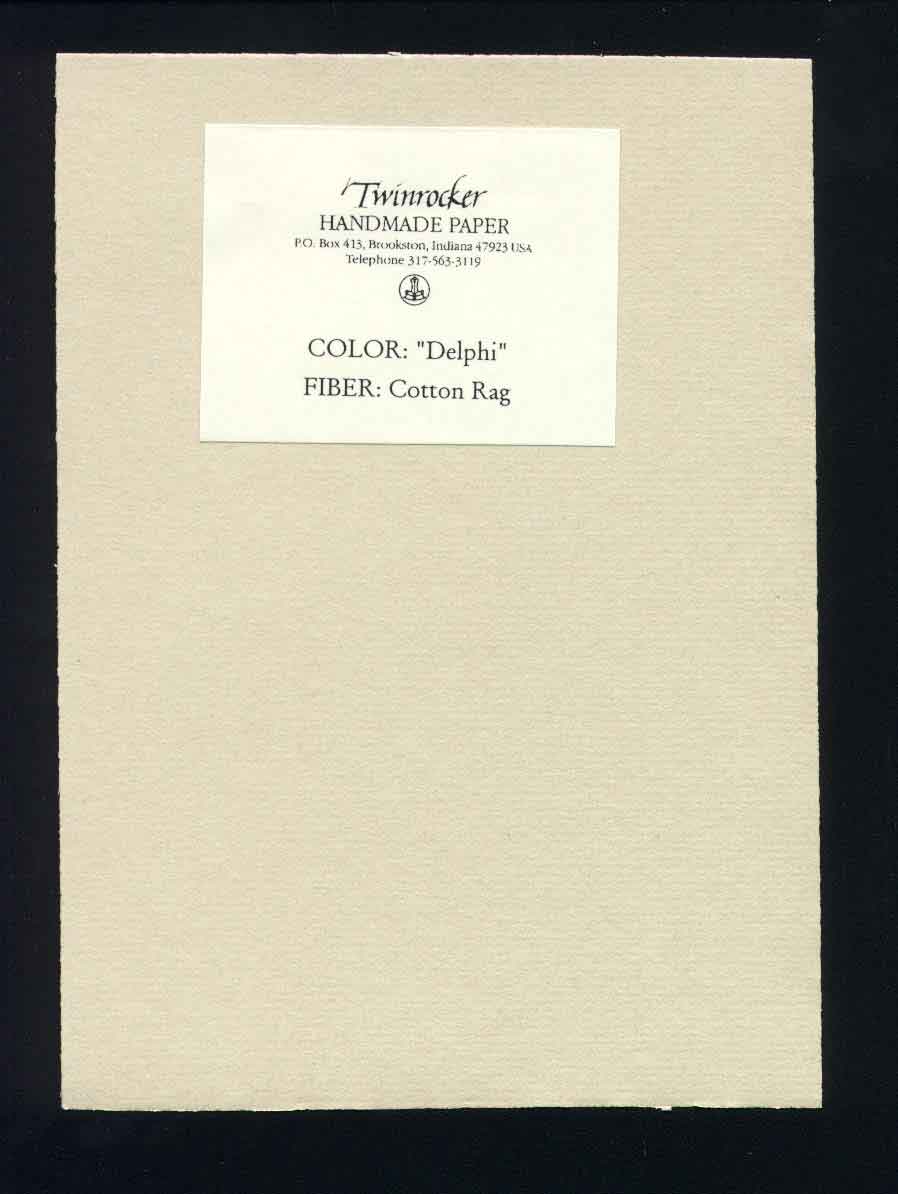 Twinrocker
HANDMADE PAPER
P.O. Box 413, Brookston, Indiana 47923 USA
Telephone 317-563-3119
COLOR: "Delphi"
FIBER: Cotton Rag